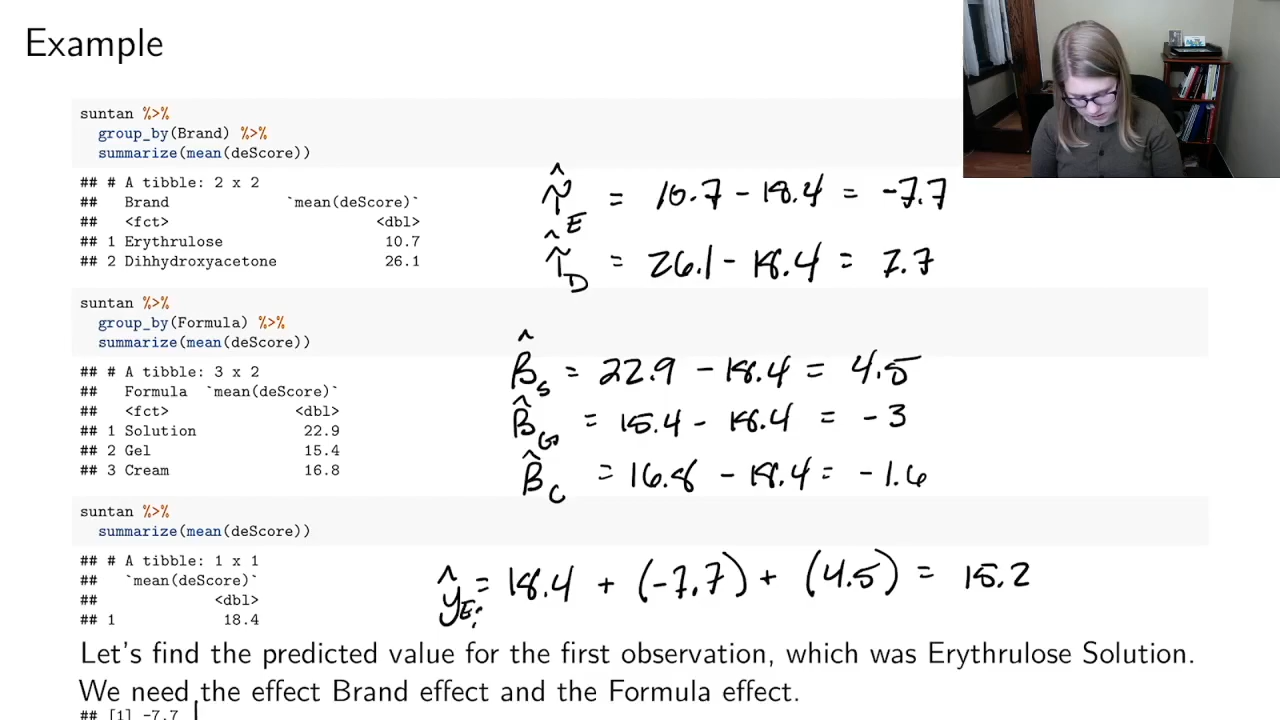 Example
suntan %>%
group_by(Brand) %>%
summarize(mean(deScore))
## # A tibble: 2 x 2
## Brand `mean(deScore)`
## <fct> <dbl>
## 1 Erythrulose 10.7
## 2 Dihhydroxyacetone 26.1
τ̂E = 10.7 - 18.4 = -7.7
τ̂D = 26.1 - 18.4 = 7.7
suntan %>%
group_by(Formula) %>%
summarize(mean(deScore))
## # A tibble: 3 x 2
## Formula `mean(deScore)`
## <fct> <dbl>
## 1 Solution 22.9
## 2 Gel 15.4
## 3 Cream 16.8
β̂S = 22.9 - 18.4 = 4.5
β̂G = 15.4 - 18.4 = -3
β̂C = 16.8 - 18.4 = -1.6
suntan %>%
summarize(mean(deScore))
## # A tibble: 1 x 1
## `mean(deScore)`
## <dbl>
## 1 18.4
ŷE: = 18.4 + (-7.7) + (4.5) = 15.2
Let's find the predicted value for the first observation, which was Erythrulose Solution.
We need the effect Brand effect and the Formula effect.
## [1] -7.7